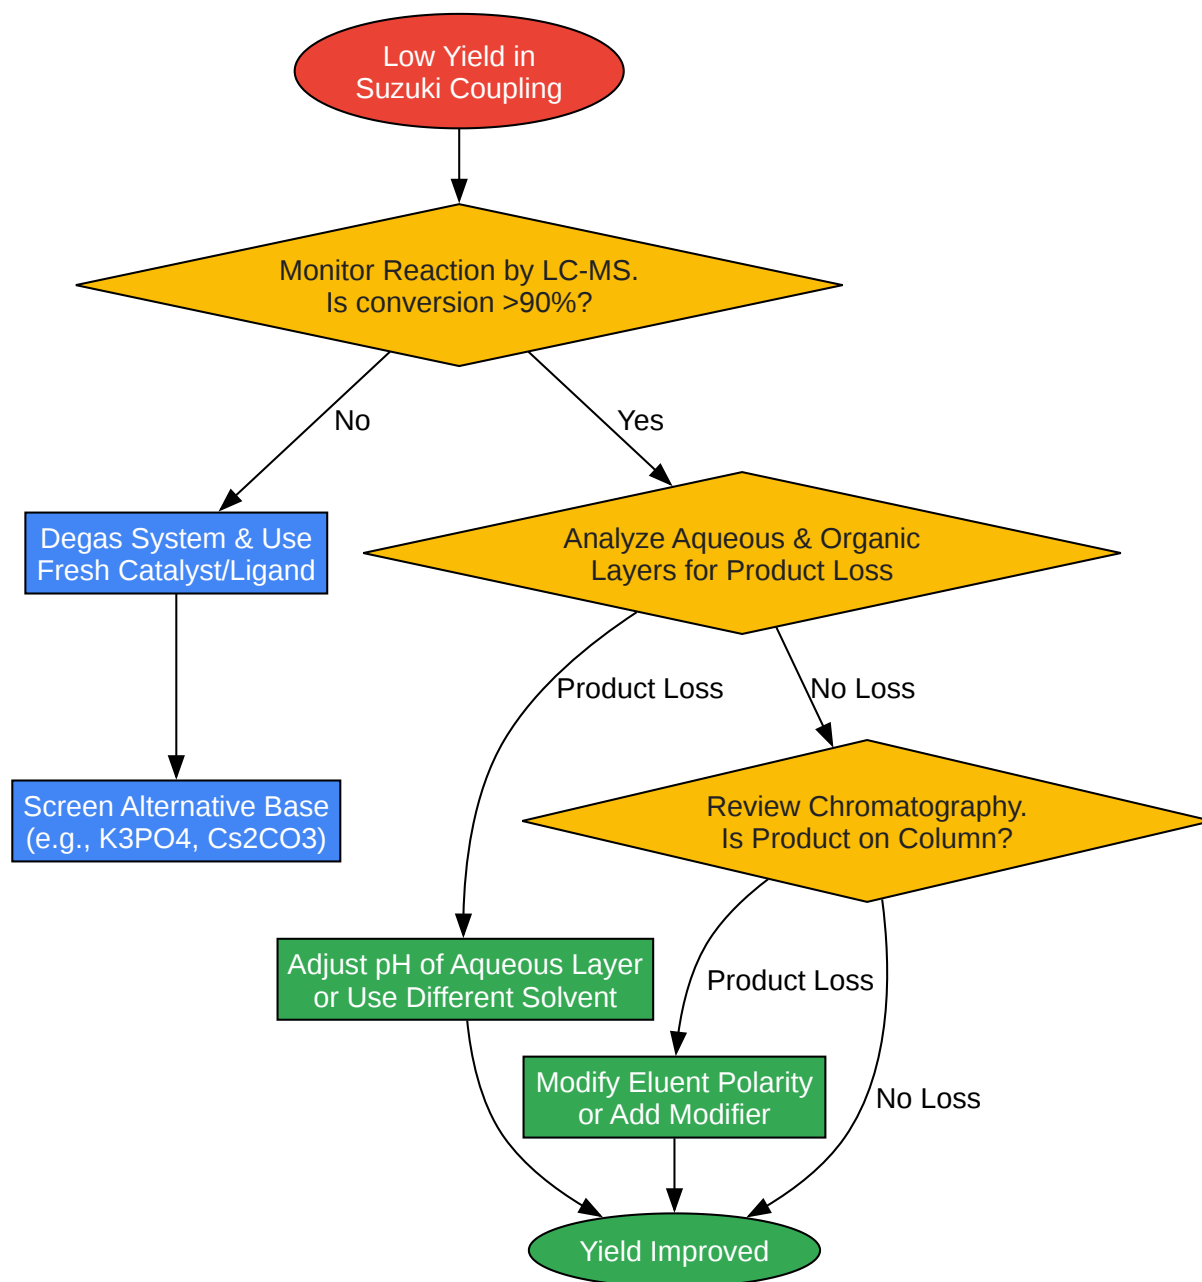 Low Yield in
Suzuki Coupling
Monitor Reaction by LC-MS.
Is conversion >90%?
No
Yes
Degas System & Use
Fresh Catalyst/Ligand
Analyze Aqueous & Organic
Layers for Product Loss
Product Loss
No Loss
Screen Alternative Base
(e.g., K3PO4, Cs2CO3)
Review Chromatography.
Is Product on Column?
Adjust pH of Aqueous Layer
or Use Different Solvent
Product Loss
Modify Eluent Polarity
or Add Modifier
No Loss
Yield Improved